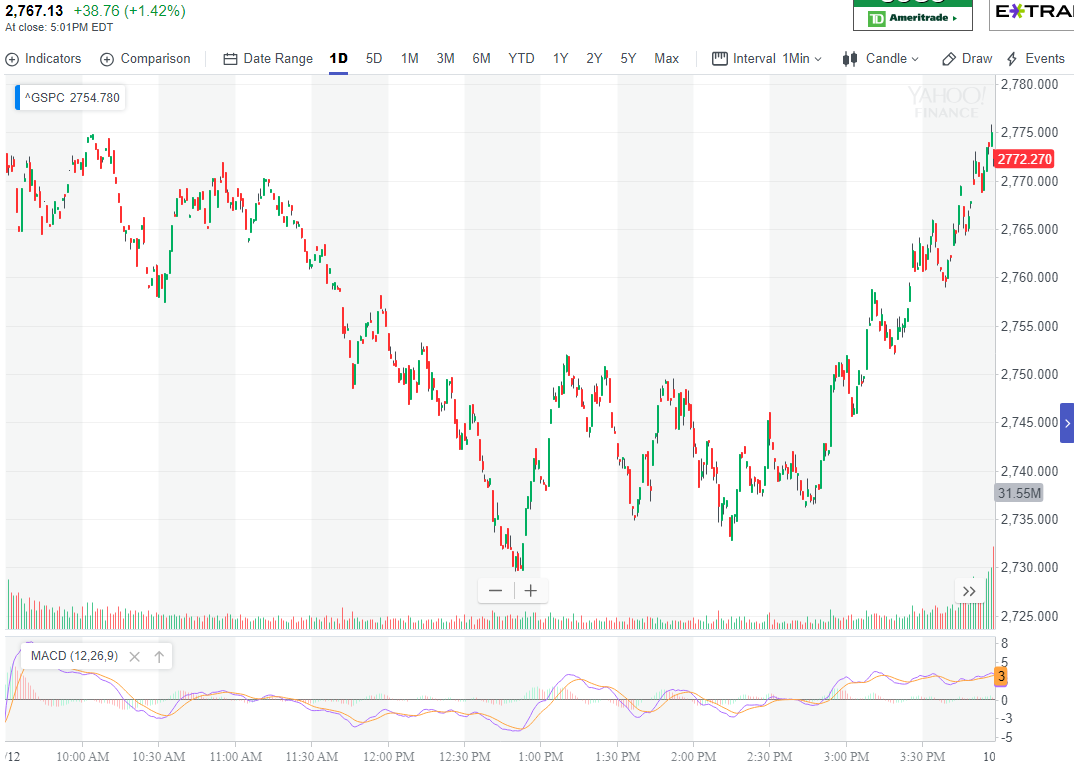 2,767.13 +38.76 (+1.42%)
At close: 5:01PM EDT
Ameritrade
E*TRA
Indicators Comparison Date Range 1D 5D 1M 3M 6M YTD 1Y 2Y 5Y Max Interval 1Min Candle Draw Events
^GSPC 2754.780
YAHOO!
FINANCE
2,780.000
2,775.000
2772.270
2,770.000
2,765.000
2,760.000
2,755.000
2,750.000
2,745.000
2,740.000
31.55M
2,735.000
2,730.000
2,725.000
MACD (12,26,9)
8
5
3
0
-3
-5
/12 10:00 AM 10:30 AM 11:00 AM 11:30 AM 12:00 PM 12:30 PM 1:00 PM 1:30 PM 2:00 PM 2:30 PM 3:00 PM 3:30 PM 10